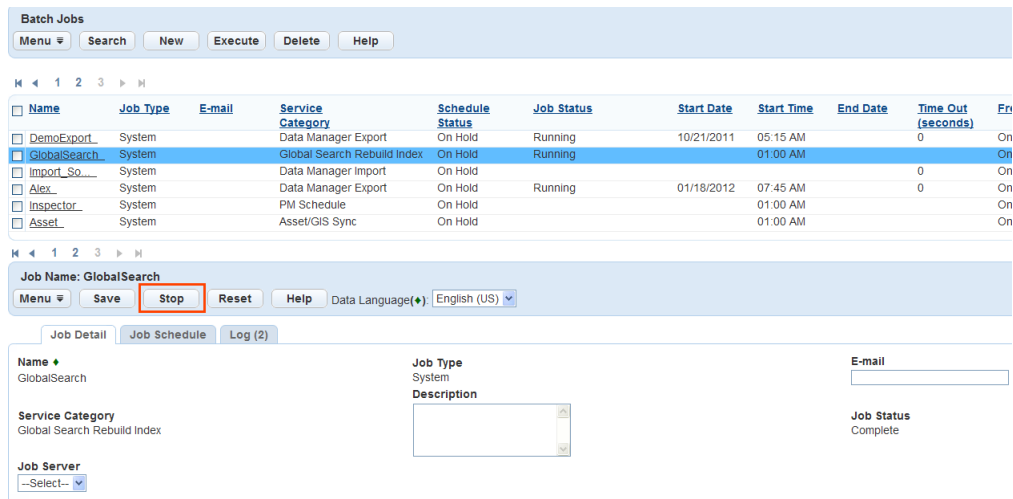 Batch Jobs
Menu Search New Execute Delete Help
1 2 3
Name Job Type E-mail Service Category Schedule Status Job Status Start Date Start Time End Date Time Out (seconds) Fre
DemoExport System Data Manager Export On Hold Running 10/21/2011 05:15 AM 0 On
GlobalSearch System Global Search Rebuild Index On Hold Running 01:00 AM On
Import_So... System Data Manager Import On Hold 0 On
Alex System Data Manager Export On Hold Running 01/18/2012 07:45 AM 0 On
Inspector System PM Schedule On Hold 01:00 AM On
Asset System Asset/GIS Sync On Hold 01:00 AM On
1 2 3
Job Name: GlobalSearch
Menu Save Stop Reset Help Data Language(♦): English (US)
Job Detail Job Schedule Log (2)
Name ♦ Job Type E-mail
GlobalSearch System
Description
Service Category Job Status
Global Search Rebuild Index Complete
Job Server
--Select--